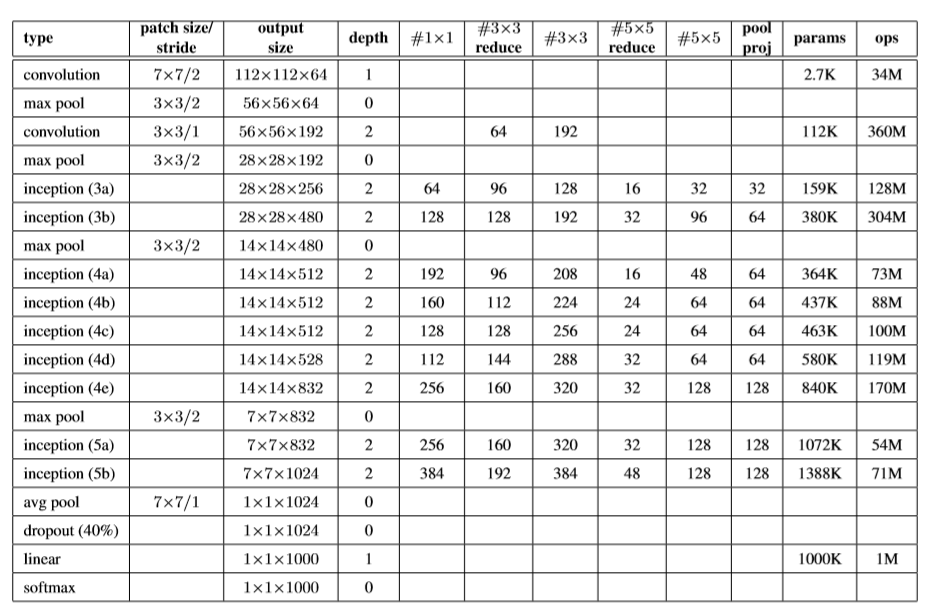 type patch size/ stride output size depth #1×1 #3×3 reduce #3×3 #5×5 reduce #5×5 pool proj params ops
convolution 7×7/2 112×112×64 1 2.7K 34M
max pool 3×3/2 56×56×64 0
convolution 3×3/1 56×56×192 2 64 192 112K 360M
max pool 3×3/2 28×28×192 0
inception (3a) 28×28×256 2 64 96 128 16 32 32 159K 128M
inception (3b) 28×28×480 2 128 128 192 32 96 64 380K 304M
max pool 3×3/2 14×14×480 0
inception (4a) 14×14×512 2 192 96 208 16 48 64 364K 73M
inception (4b) 14×14×512 2 160 112 224 24 64 64 437K 88M
inception (4c) 14×14×512 2 128 128 256 24 64 64 463K 100M
inception (4d) 14×14×528 2 112 144 288 32 64 64 580K 119M
inception (4e) 14×14×832 2 256 160 320 32 128 128 840K 170M
max pool 3×3/2 7×7×832 0
inception (5a) 7×7×832 2 256 160 320 32 128 128 1072K 54M
inception (5b) 7×7×1024 2 384 192 384 48 128 128 1388K 71M
avg pool 7×7/1 1×1×1024 0
dropout (40%) 1×1×1024 0
linear 1×1×1000 1 1000K 1M
softmax 1×1×1000 0